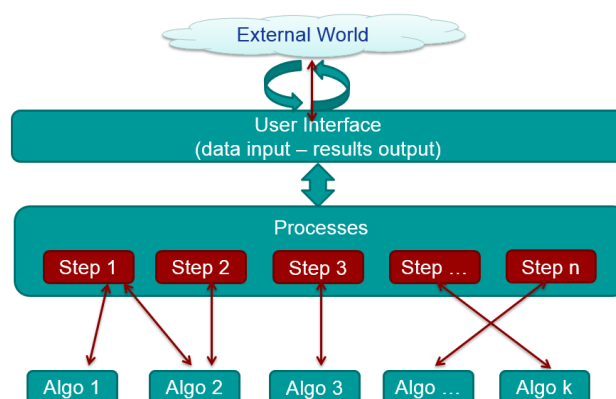 External World
User Interface
(data input – results output)
Processes
Step 1
Step 2
Step 3
Step …
Step n
Algo 1
Algo 2
Algo 3
Algo …
Algo k